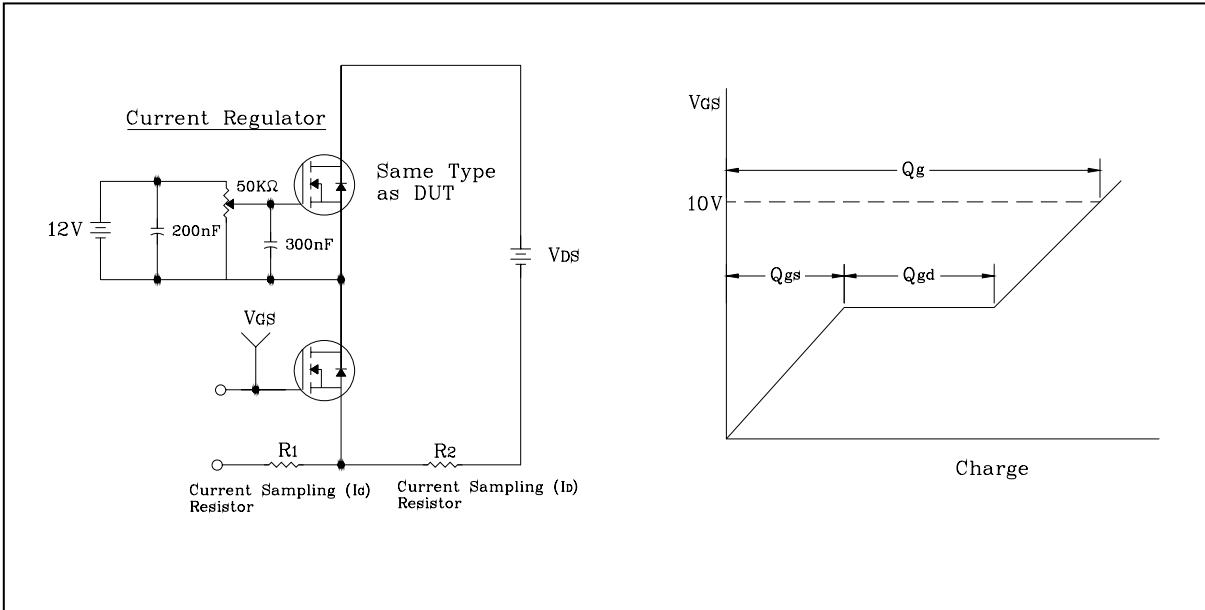 Current Regulator
50KΩ
12V
200nF
300nF
Same Type
as DUT
VDS
VGS
R1
R2
Current Sampling (IG)
Resistor
Current Sampling (ID)
Resistor
VGS
Qg
10V
Qgs
Qgd
Charge